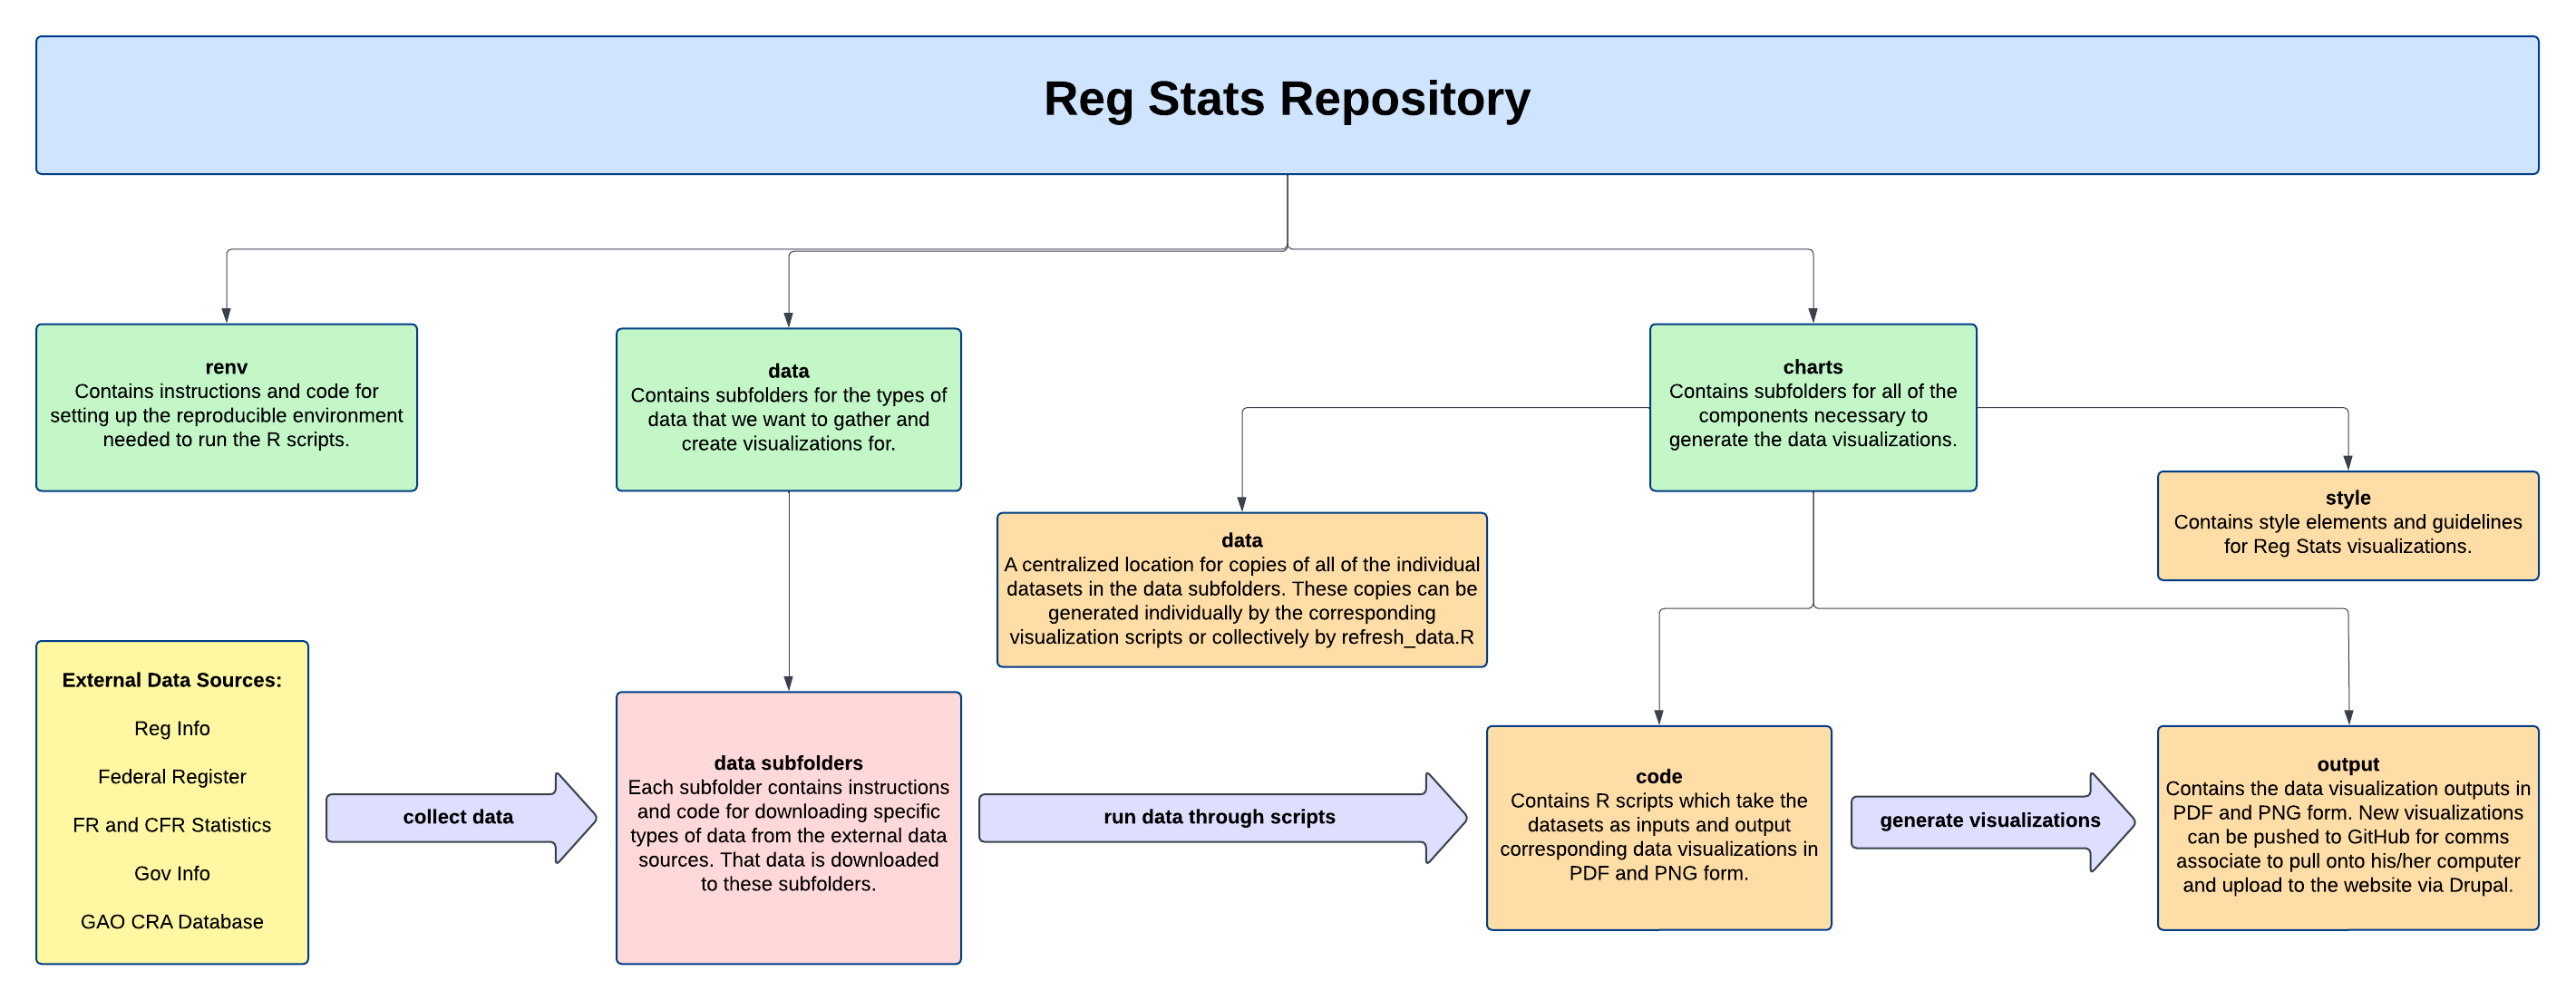 Reg Stats Repository
renv
Contains instructions and code for
setting up the reproducible environment
needed to run the R scripts.
data
Contains subfolders for the types of
data that we want to gather and
create visualizations for.
charts
Contains subfolders for all of the
components necessary to
generate the data visualizations.
data
A centralized location for copies of all of the individual
datasets in the data subfolders. These copies can be
generated individually by the corresponding
visualization scripts or collectively by refresh_data.R
style
Contains style elements and guidelines
for Reg Stats visualizations.
External Data Sources:
Reg Info
Federal Register
FR and CFR Statistics
Gov Info
GAO CRA Database
collect data
data subfolders
Each subfolder contains instructions
and code for downloading specific
types of data from the external data
sources. That data is downloaded
to these subfolders.
run data through scripts
code
Contains R scripts which take the
datasets as inputs and output
corresponding data visualizations in
PDF and PNG form.
generate visualizations
output
Contains the data visualization outputs in
PDF and PNG form. New visualizations
can be pushed to GitHub for comms
associate to pull onto his/her computer
and upload to the website via Drupal.